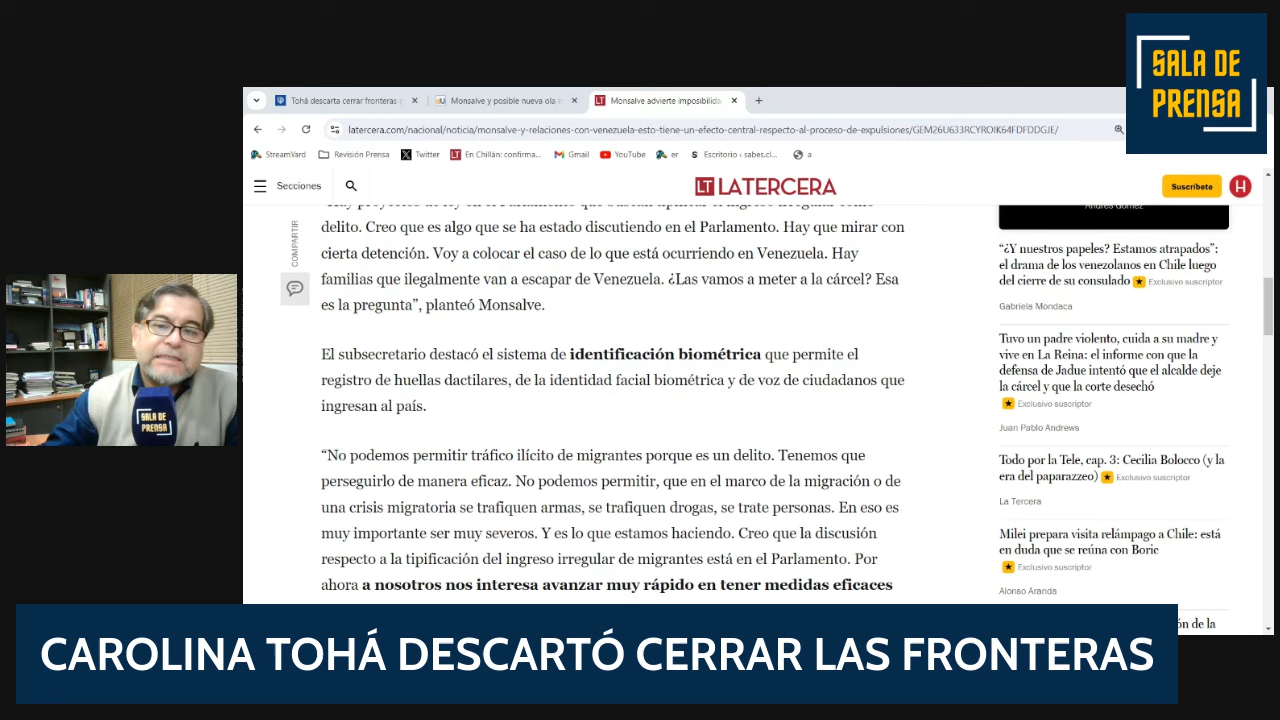 SALA DE
PRENSA
Tohá descarta cerrar fronteras
Monsalve y posible nueva ola
Monsalve advierte imposibilida
latercera.com/nacional/noticia/monsalve-y-relaciones-con-venezuela-esto-tiene-un-efecto-central-respecto-al-proceso-de-expulsiones/GEM26U633RCYROIK64FDFDDGJE/
StreamYard
Revisión Prensa
Twitter
En Chillán: confirma...
Gmail
YouTube
er
Escritorio ‹ sabes.cl...
a
Secciones
LT LATERCERA
Suscríbete
H
COMPARTIR
delito. Creo que es algo que se ha estado discutiendo en el Parlamento. Hay que mirar con
cierta detención. Voy a colocar el caso de lo que está ocurriendo en Venezuela. Hay
familias que ilegalmente van a escapar de Venezuela. ¿Las vamos a meter a la cárcel? Esa
es la pregunta”, planteó Monsalve.
El subsecretario destacó el sistema de identificación biométrica que permite el
registro de huellas dactilares, de la identidad facial biométrica y de voz de ciudadanos que
ingresan al país.
“No podemos permitir tráfico ilícito de migrantes porque es un delito. Tenemos que
perseguirlo de manera eficaz. No podemos permitir, que en el marco de la migración o de
una crisis migratoria se trafiquen armas, se trafiquen drogas, se trate personas. En eso es
muy importante ser muy severos. Y es lo que estamos haciendo. Creo que la discusión
respecto a la tipificación del ingreso irregular de migrantes está en el Parlamento. Por
ahora a nosotros nos interesa avanzar muy rápido en tener medidas eficaces
Andrés Gómez
“¿Y nuestros papeles? Estamos atrapados”:
el drama de los venezolanos en Chile luego
del cierre de su consulado Exclusivo suscriptor
Gabriela Mondaca
Tuvo un padre violento, cuida a su madre y
vive en La Reina: el informe con que la
defensa de Jadue intentó que el alcalde deje
la cárcel y que la corte desechó
Exclusivo suscriptor
Juan Pablo Andrews
Todo por la Tele, cap. 3: Cecilia Bolocco (y la
era del paparazzeo) Exclusivo suscriptor
La Tercera
Milei prepara visita relámpago a Chile: está
en duda que se reúna con Boric
Exclusivo suscriptor
Alonso Aranda
SALA DE
PRENSA
CAROLINA TOHÁ DESCARTÓ CERRAR LAS FRONTERAS